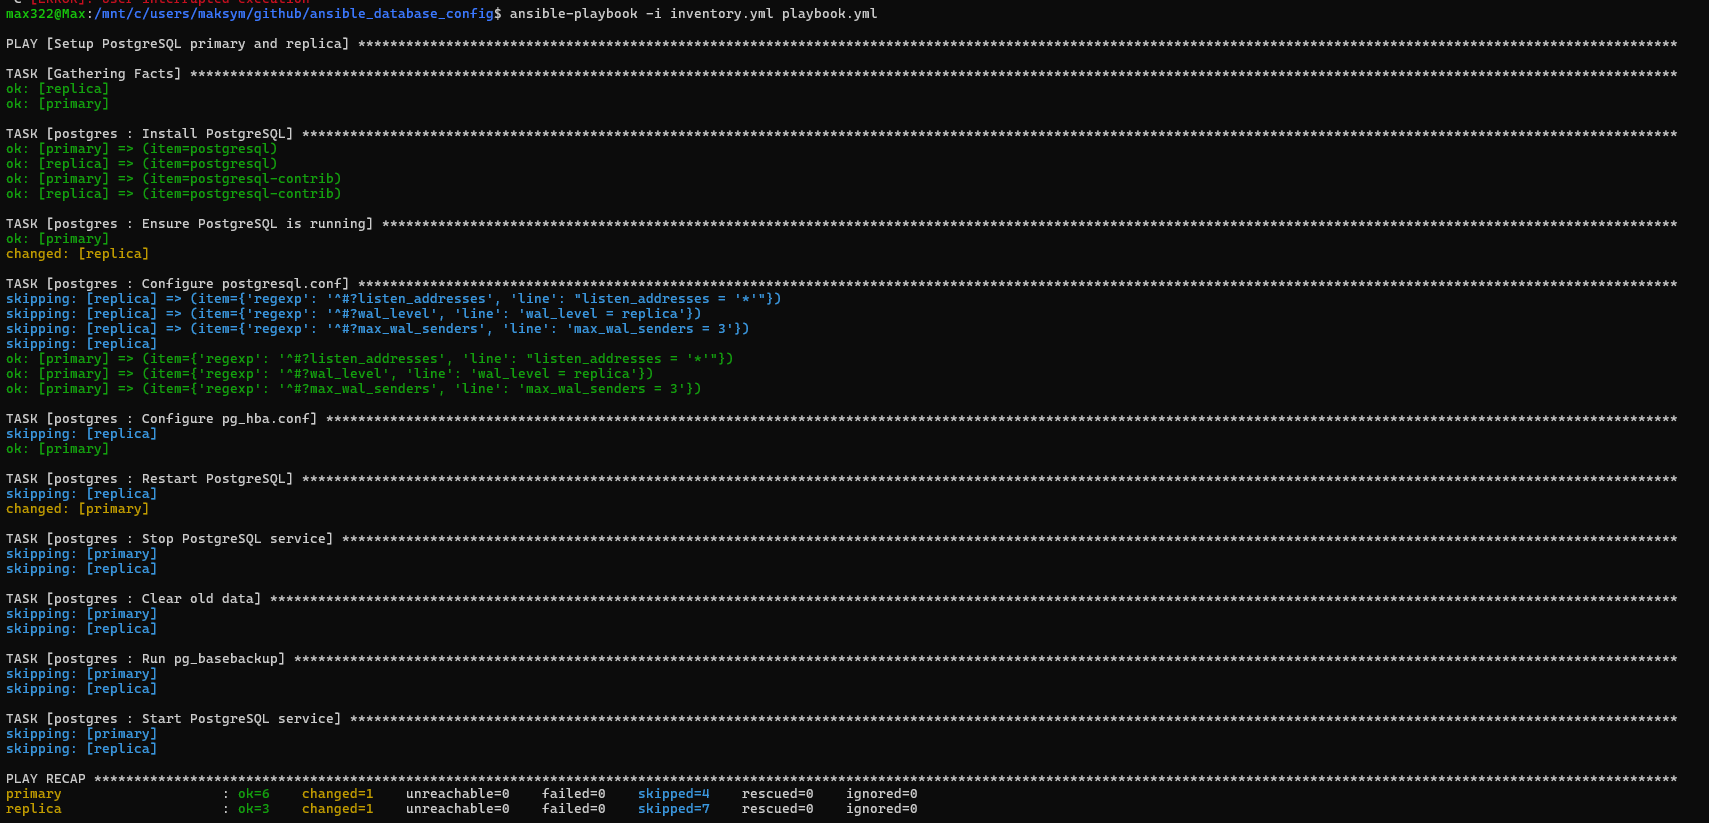 [ERROR]: User interrupted execution
max322@Max:/mnt/c/users/maksym/github/ansible_database_config$ ansible-playbook -i inventory.yml playbook.yml
PLAY [Setup PostgreSQL primary and replica] *********************************************************************************************************************************************************************
TASK [Gathering Facts] ******************************************************************************************************************************************************************************************
ok: [replica]
ok: [primary]
TASK [postgres : Install PostgreSQL] ****************************************************************************************************************************************************************************
ok: [primary] => (item=postgresql)
ok: [replica] => (item=postgresql)
ok: [primary] => (item=postgresql-contrib)
ok: [replica] => (item=postgresql-contrib)
TASK [postgres : Ensure PostgreSQL is running] ******************************************************************************************************************************************************************
ok: [primary]
changed: [replica]
TASK [postgres : Configure postgresql.conf] *********************************************************************************************************************************************************************
skipping: [replica] => (item={'regexp': '^#?listen_addresses', 'line': "listen_addresses = '*'"})
skipping: [replica] => (item={'regexp': '^#?wal_level', 'line': 'wal_level = replica'})
skipping: [replica] => (item={'regexp': '^#?max_wal_senders', 'line': 'max_wal_senders = 3'})
skipping: [replica]
ok: [primary] => (item={'regexp': '^#?listen_addresses', 'line': "listen_addresses = '*'"})
ok: [primary] => (item={'regexp': '^#?wal_level', 'line': 'wal_level = replica'})
ok: [primary] => (item={'regexp': '^#?max_wal_senders', 'line': 'max_wal_senders = 3'})
TASK [postgres : Configure pg_hba.conf] *************************************************************************************************************************************************************************
skipping: [replica]
ok: [primary]
TASK [postgres : Restart PostgreSQL] ****************************************************************************************************************************************************************************
skipping: [replica]
changed: [primary]
TASK [postgres : Stop PostgreSQL service] ***********************************************************************************************************************************************************************
skipping: [primary]
skipping: [replica]
TASK [postgres : Clear old data] ********************************************************************************************************************************************************************************
skipping: [primary]
skipping: [replica]
TASK [postgres : Run pg_basebackup] *****************************************************************************************************************************************************************************
skipping: [primary]
skipping: [replica]
TASK [postgres : Start PostgreSQL service] **********************************************************************************************************************************************************************
skipping: [primary]
skipping: [replica]
PLAY RECAP ******************************************************************************************************************************************************************************************************
primary                    : ok=6    changed=1    unreachable=0    failed=0    skipped=4    rescued=0    ignored=0
replica                    : ok=3    changed=1    unreachable=0    failed=0    skipped=7    rescued=0    ignored=0